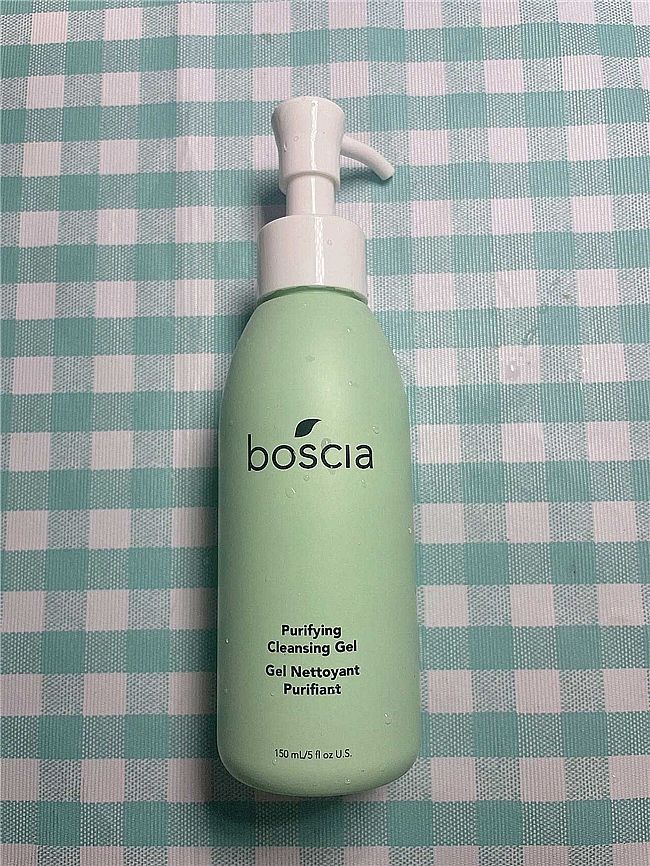 boscia
Purifying
Cleansing Gel
Gel Nettoyant
Purifiant
150 mL/5 fl oz U.S.